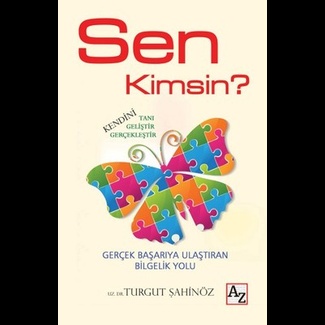 Sen
Kimsin?
KENDİNİ
TANI
GELİŞTİR
GERÇEKLEŞTİR
GERÇEK BAŞARIYA ULAŞTIRAN
BİLGELİK YOLU
UZ. DR. TURGUT ŞAHİNÖZ
AZ